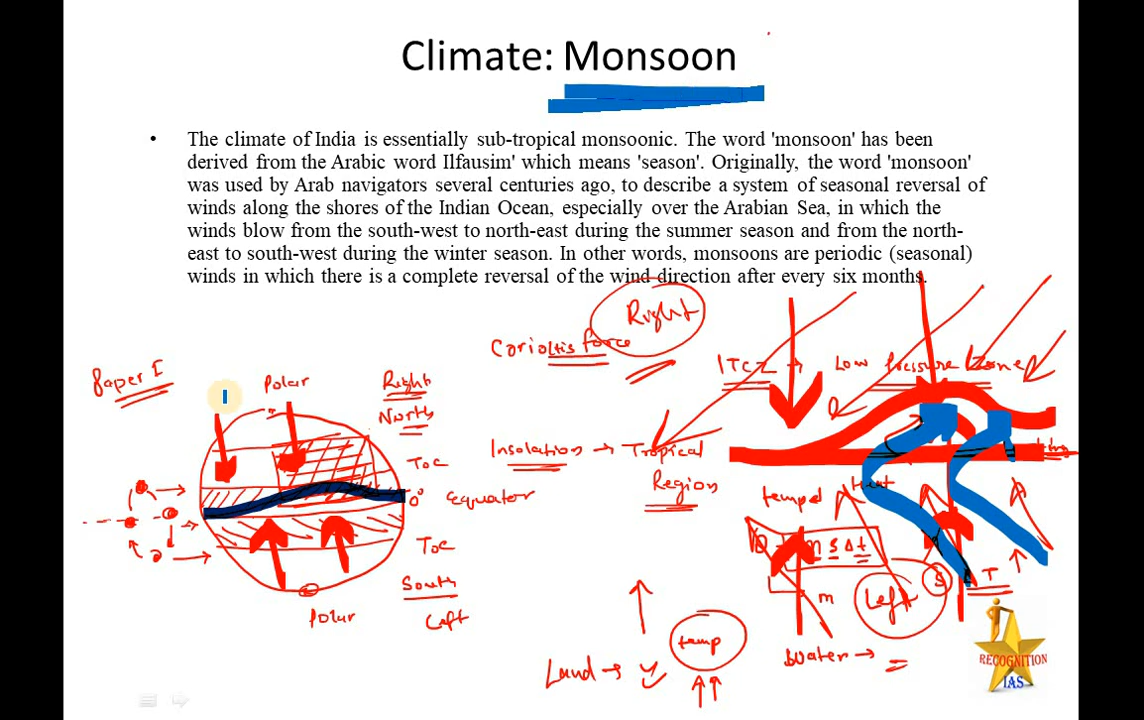 Climate: Monsoon
• The climate of India is essentially sub-tropical monsoonic. The word 'monsoon' has been
derived from the Arabic word Ilfausim' which means 'season'. Originally, the word 'monsoon'
was used by Arab navigators several centuries ago, to describe a system of seasonal reversal of
winds along the shores of the Indian Ocean, especially over the Arabian Sea, in which the
winds blow from the south-west to north-east during the summer season and from the north-
east to south-west during the winter season. In other words, monsoons are periodic (seasonal)
winds in which there is a complete reversal of the wind direction after every six months.
Right
Corioltis force
ITCZ → Low Pressure Zone
Paper I
Polar
Right
North
Insolation → Tropical
Region
ToC
0° Equator
ToC
South
Left
Polar
Heat
m s Δ t
m
Left
S
T
temp
Water → =
Land →
RECOGNITION
IAS